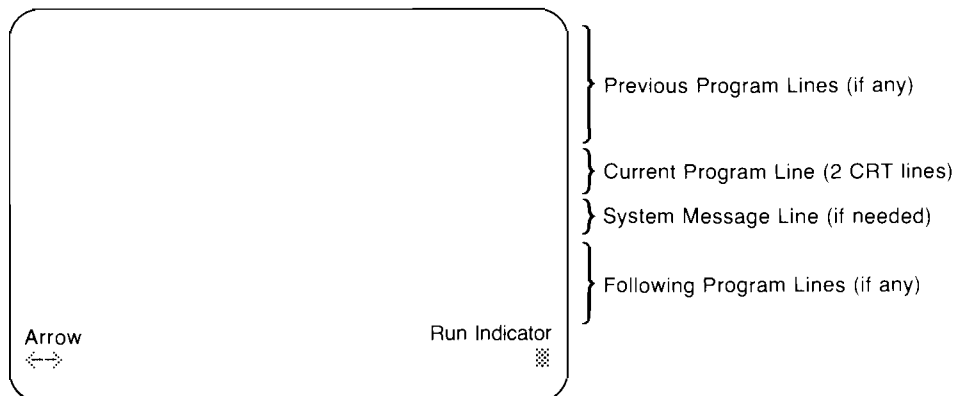 Previous Program Lines (if any)
Current Program Line (2 CRT lines)
System Message Line (if needed)
Following Program Lines (if any)
Arrow
Run Indicator